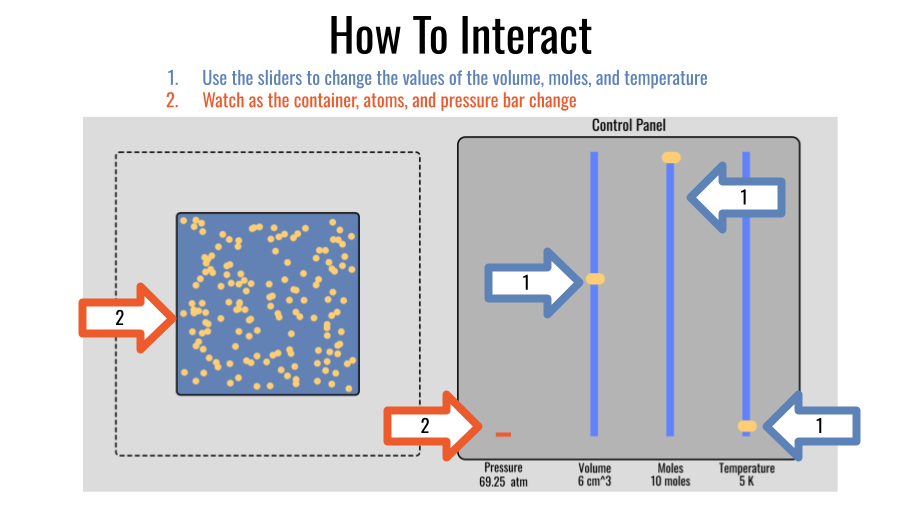 How To Interact
1. Use the sliders to change the values of the volume, moles, and temperature
2. Watch as the container, atoms, and pressure bar change
Control Panel
1
1
2
2
1
Pressure
69.25 atm
Volume
6 cm^3
Moles
10 moles
Temperature
5 K